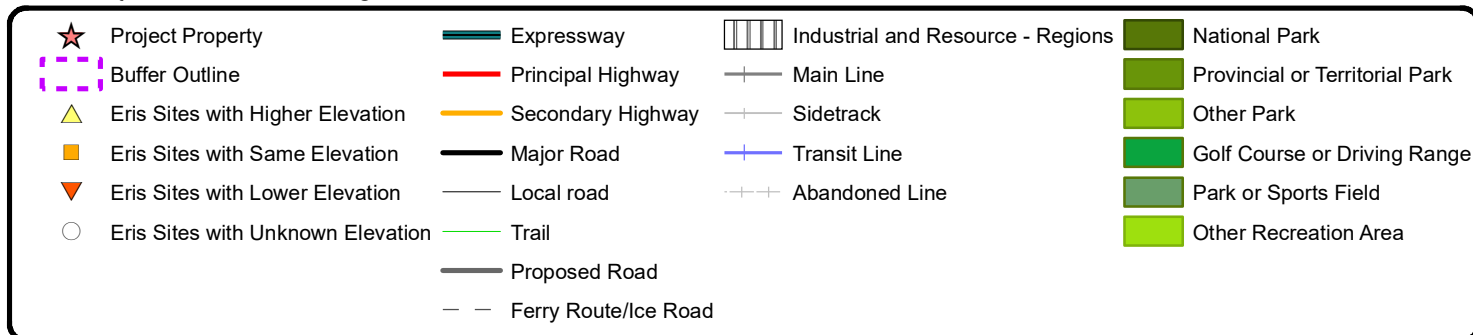 Project Property
Buffer Outline
Eris Sites with Higher Elevation
Eris Sites with Same Elevation
Eris Sites with Lower Elevation
Eris Sites with Unknown Elevation
Expressway
Principal Highway
Secondary Highway
Major Road
Local road
Trail
Proposed Road
Ferry Route/Ice Road
Industrial and Resource - Regions
Main Line
Sidetrack
Transit Line
Abandoned Line
National Park
Provincial or Territorial Park
Other Park
Golf Course or Driving Range
Park or Sports Field
Other Recreation Area